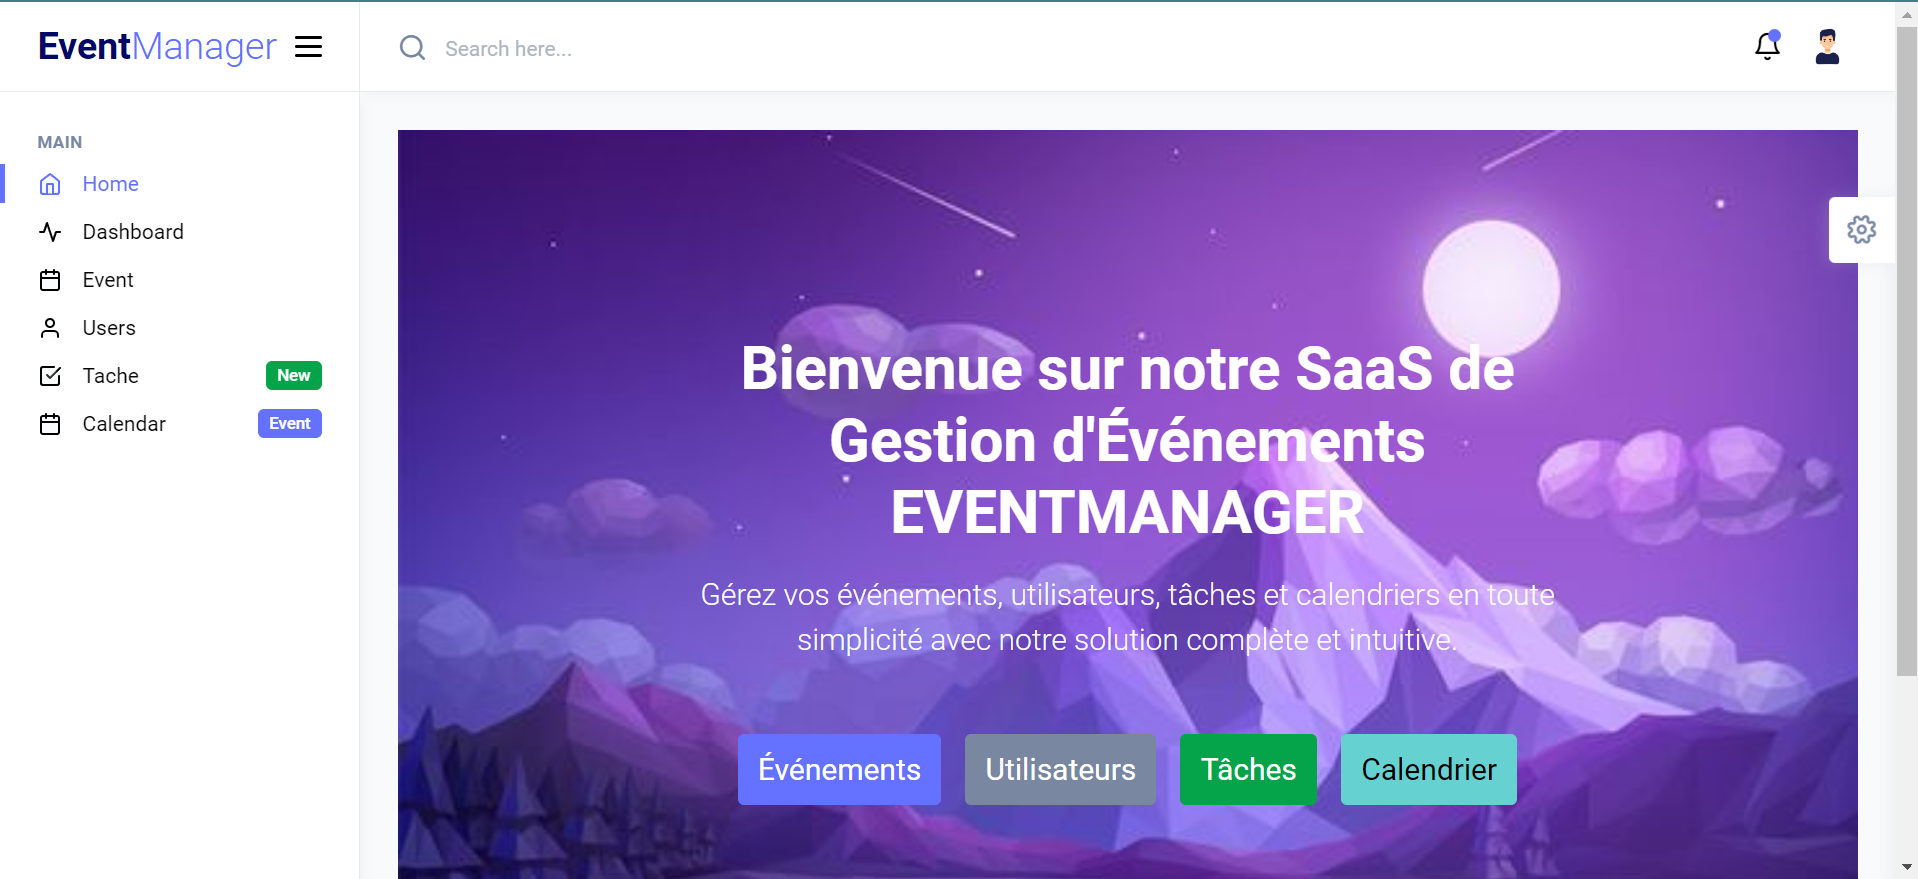 EventManager
Search here...
MAIN
Home
Dashboard
Event
Users
Tache New
Calendar Event
Bienvenue sur notre SaaS de
Gestion d'Événements
EVENTMANAGER
Gérez vos événements, utilisateurs, tâches et calendriers en toute
simplicité avec notre solution complète et intuitive.
Événements Utilisateurs Tâches Calendrier